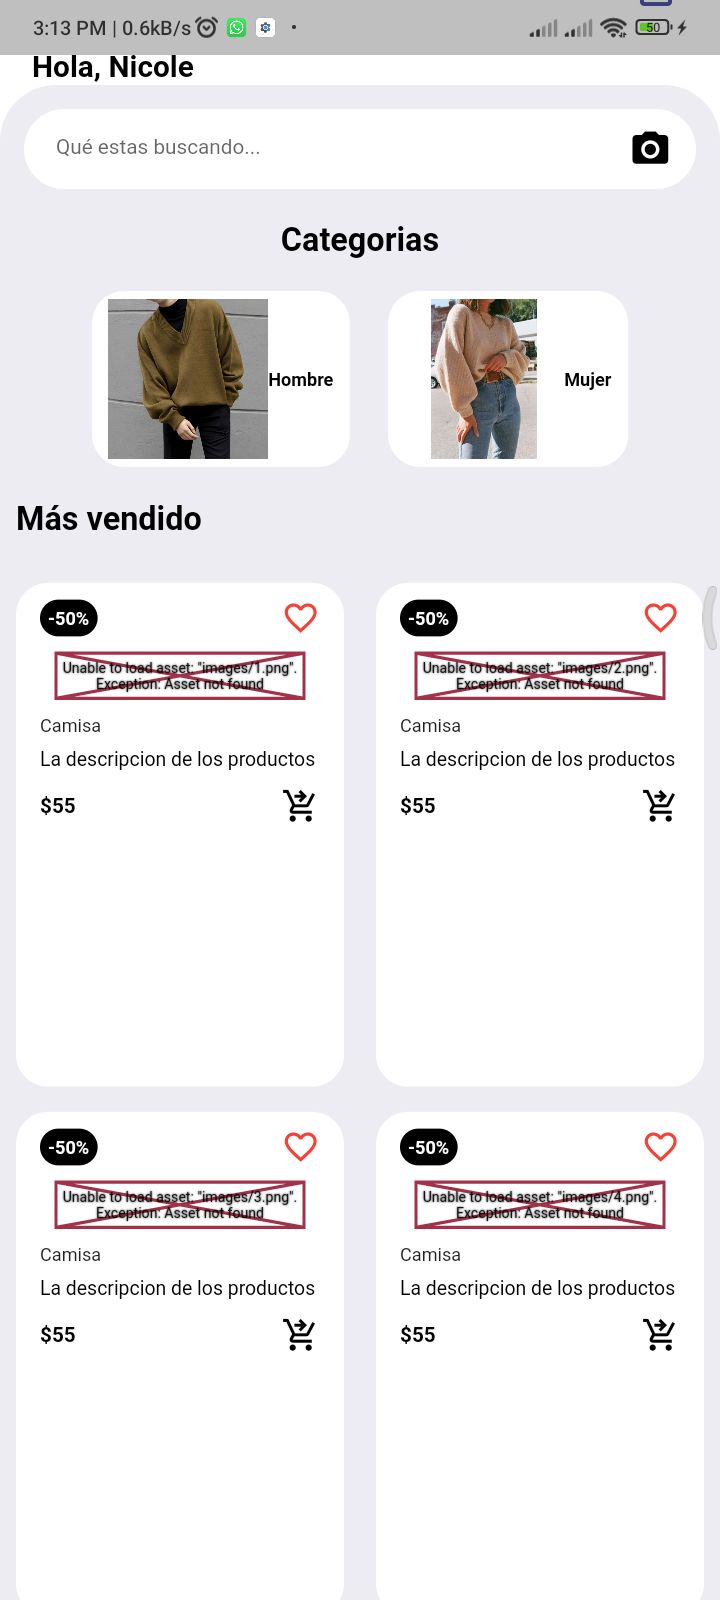 3:13 PM | 0.6kB/s
50
Hola, Nicole
Qué estas buscando...
Categorias
Hombre
Mujer
Más vendido
-50%
Unable to load asset: "images/1.png".
Exception: Asset not found
Camisa
La descripcion de los productos
$55
-50%
Unable to load asset: "images/2.png".
Exception: Asset not found
Camisa
La descripcion de los productos
$55
-50%
Unable to load asset: "images/3.png".
Exception: Asset not found
Camisa
La descripcion de los productos
$55
-50%
Unable to load asset: "images/4.png".
Exception: Asset not found
Camisa
La descripcion de los productos
$55